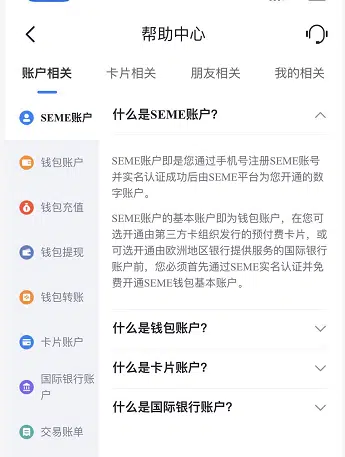 帮助中心
账户相关
卡片相关
朋友相关
我的相关
SEME账户
钱包账户
钱包充值
钱包提现
钱包转账
卡片账户
国际银行账
户
交易账单
什么是SEME账户?
SEME账户即是您通过手机号注册SEME账号
并实名认证成功后由SEME平台为您开通的数
字账户。
SEME账户的基本账户即为钱包账户，在您可
选开通由第三方卡组织发行的预付费卡片，或
可选开通由欧洲地区银行提供服务的国际银行
账户前，您必须首先通过SEME实名认证并免
费开通SEME钱包基本账户。
什么是钱包账户?
什么是卡片账户?
什么是国际银行账户?